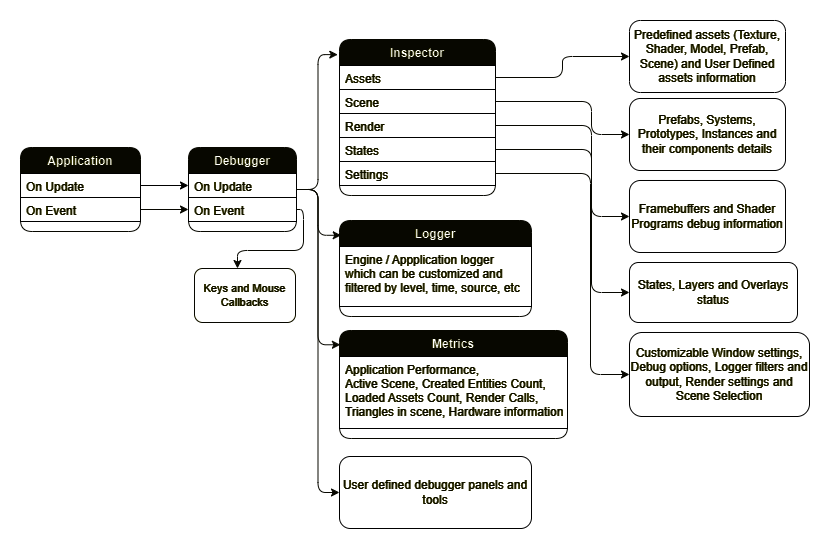 Application
On Update
On Event
Debugger
On Update
On Event
Keys and Mouse
Callbacks
Inspector
Assets
Scene
Render
States
Settings
Logger
Engine / Appplication logger
which can be customized and
filtered by level, time, source, etc
Metrics
Application Performance,
Active Scene, Created Entities Count,
Loaded Assets Count, Render Calls,
Triangles in scene, Hardware information
User defined debugger panels and
tools
Predefined assets (Texture,
Shader, Model, Prefab,
Scene) and User Defined
assets information
Prefabs, Systems,
Prototypes, Instances and
their components details
Framebuffers and Shader
Programs debug information
States, Layers and Overlays
status
Customizable Window settings,
Debug options, Logger filters and
output, Render settings and
Scene Selection